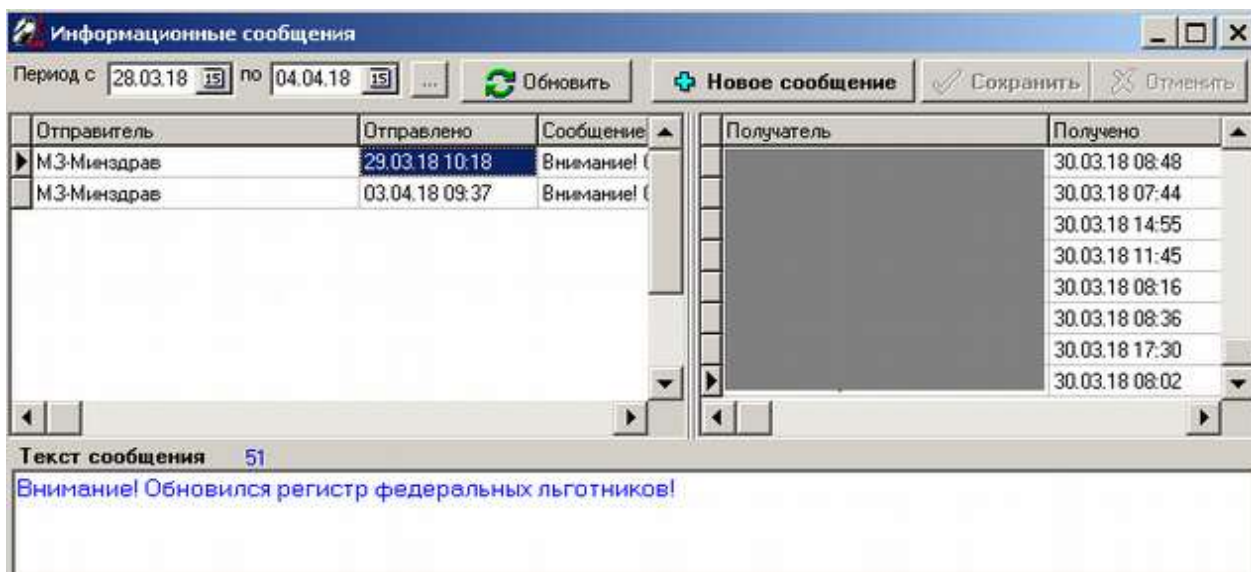 Информационные сообщения
Период с 28.03.18 15 по 04.04.18 15 ... Обновить Новое сообщение Сохранить Отменить
Отправитель Отправлено Сообщение Получатель Получено
МЗ-Минздрав 29.03.18 10:18 Внимание! 30.03.18 08:48
МЗ-Минздрав 03.04.18 09:37 Внимание! 30.03.18 07:44
30.03.18 14:55
30.03.18 11:45
30.03.18 08:16
30.03.18 08:36
30.03.18 17:30
30.03.18 08:02
Текст сообщения 51
Внимание! Обновился регистр федеральных льготников!